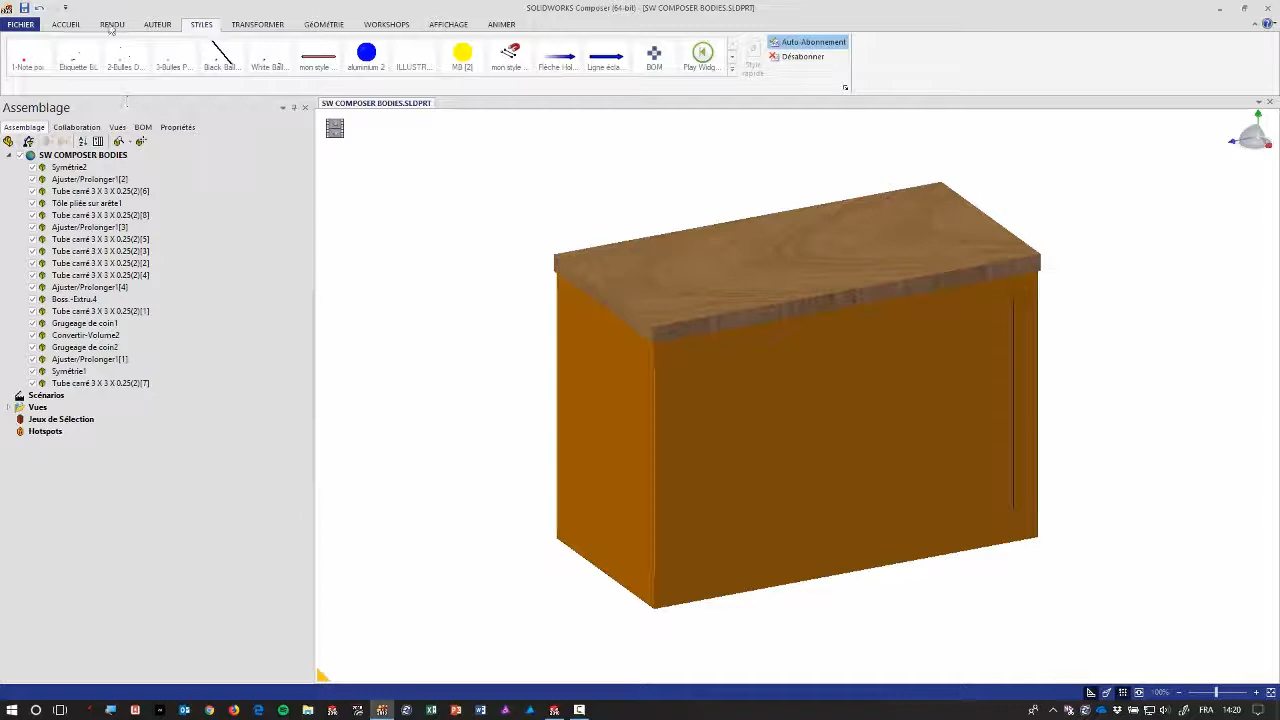 SOLIDWORKS Composer (64-bit) - [SW COMPOSER BODIES.SLDPRT]
FICHIER ACCUEIL RENDU AUTEUR STYLES TRANSFORMER GéOMéTRIE WORKSHOPS AFFICHAGE ANIMER
1-Note po: Etiquette BL 2-Bulles D... 3-Bulles P... Black Ball... White Ball... mon style ... aluminium 2 ILLUSTR... MB [2] mon style ... Flèche Hol... Ligne écla... BOM Play Widg... Style rapide
Auto-Abonnement
Désabonner
Assemblage
SW COMPOSER BODIES.SLDPRT
Assemblage Collaboration Vues BOM Propriétés
SW COMPOSER BODIES
Symétrie2
Ajuster/Prolonger1[2]
Tube carré 3 X 3 X 0.25(2)[6]
Tôle pliée sur arête1
Tube carré 3 X 3 X 0.25(2)[8]
Ajuster/Prolonger1[3]
Tube carré 3 X 3 X 0.25(2)[5]
Tube carré 3 X 3 X 0.25(2)[3]
Tube carré 3 X 3 X 0.25(2)[2]
Tube carré 3 X 3 X 0.25(2)[4]
Ajuster/Prolonger1[4]
Boss.-Extru.4
Tube carré 3 X 3 X 0.25(2)[1]
Grugeage de coin1
Convertir-Volume2
Grugeage de coin2
Ajuster/Prolonger1[1]
Symétrie1
Tube carré 3 X 3 X 0.25(2)[7]
Scénarios
Vues
Jeux de Sélection
Hotspots
100%
FRA 14:20